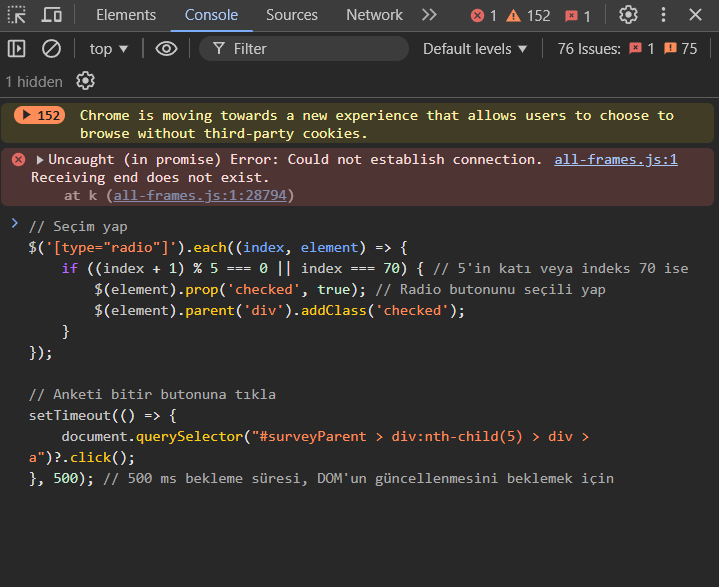 Elements Console Sources Network 1 152 1
top Filter Default levels 76 Issues: 1 75
1 hidden
152 Chrome is moving towards a new experience that allows users to choose to
browse without third-party cookies.
Uncaught (in promise) Error: Could not establish connection. all-frames.js:1
Receiving end does not exist.
at k (all-frames.js:1:28794)
// Seçim yap
$('[type="radio"]').each((index, element) => {
if ((index + 1) % 5 === 0 || index === 70) { // 5'in katı veya indeks 70 ise
$(element).prop('checked', true); // Radio butonunu seçili yap
$(element).parent('div').addClass('checked');
}
});
// Anketi bitir butonuna tıkla
setTimeout(() => {
document.querySelector("#surveyParent > div:nth-child(5) > div >
a")?.click();
}, 500); // 500 ms bekleme süresi, DOM'un güncellenmesini beklemek için